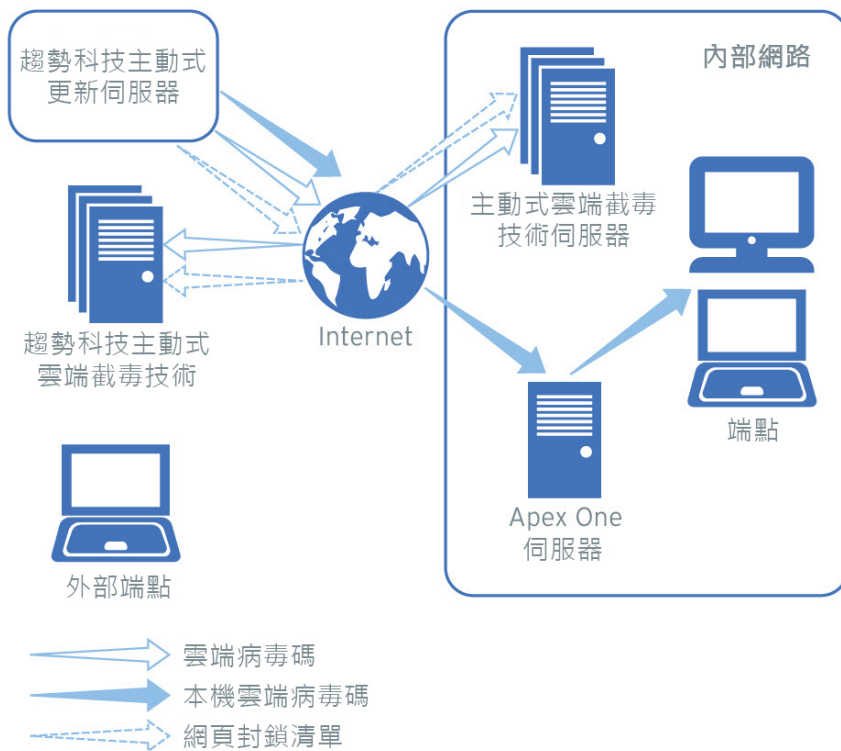 趨勢科技主動式
更新伺服器
內部網路
主動式雲端截毒
技術伺服器
Internet
趨勢科技主動式
雲端截毒技術
端點
Apex One
伺服器
外部端點
雲端病毒碼
本機雲端病毒碼
網頁封鎖清單